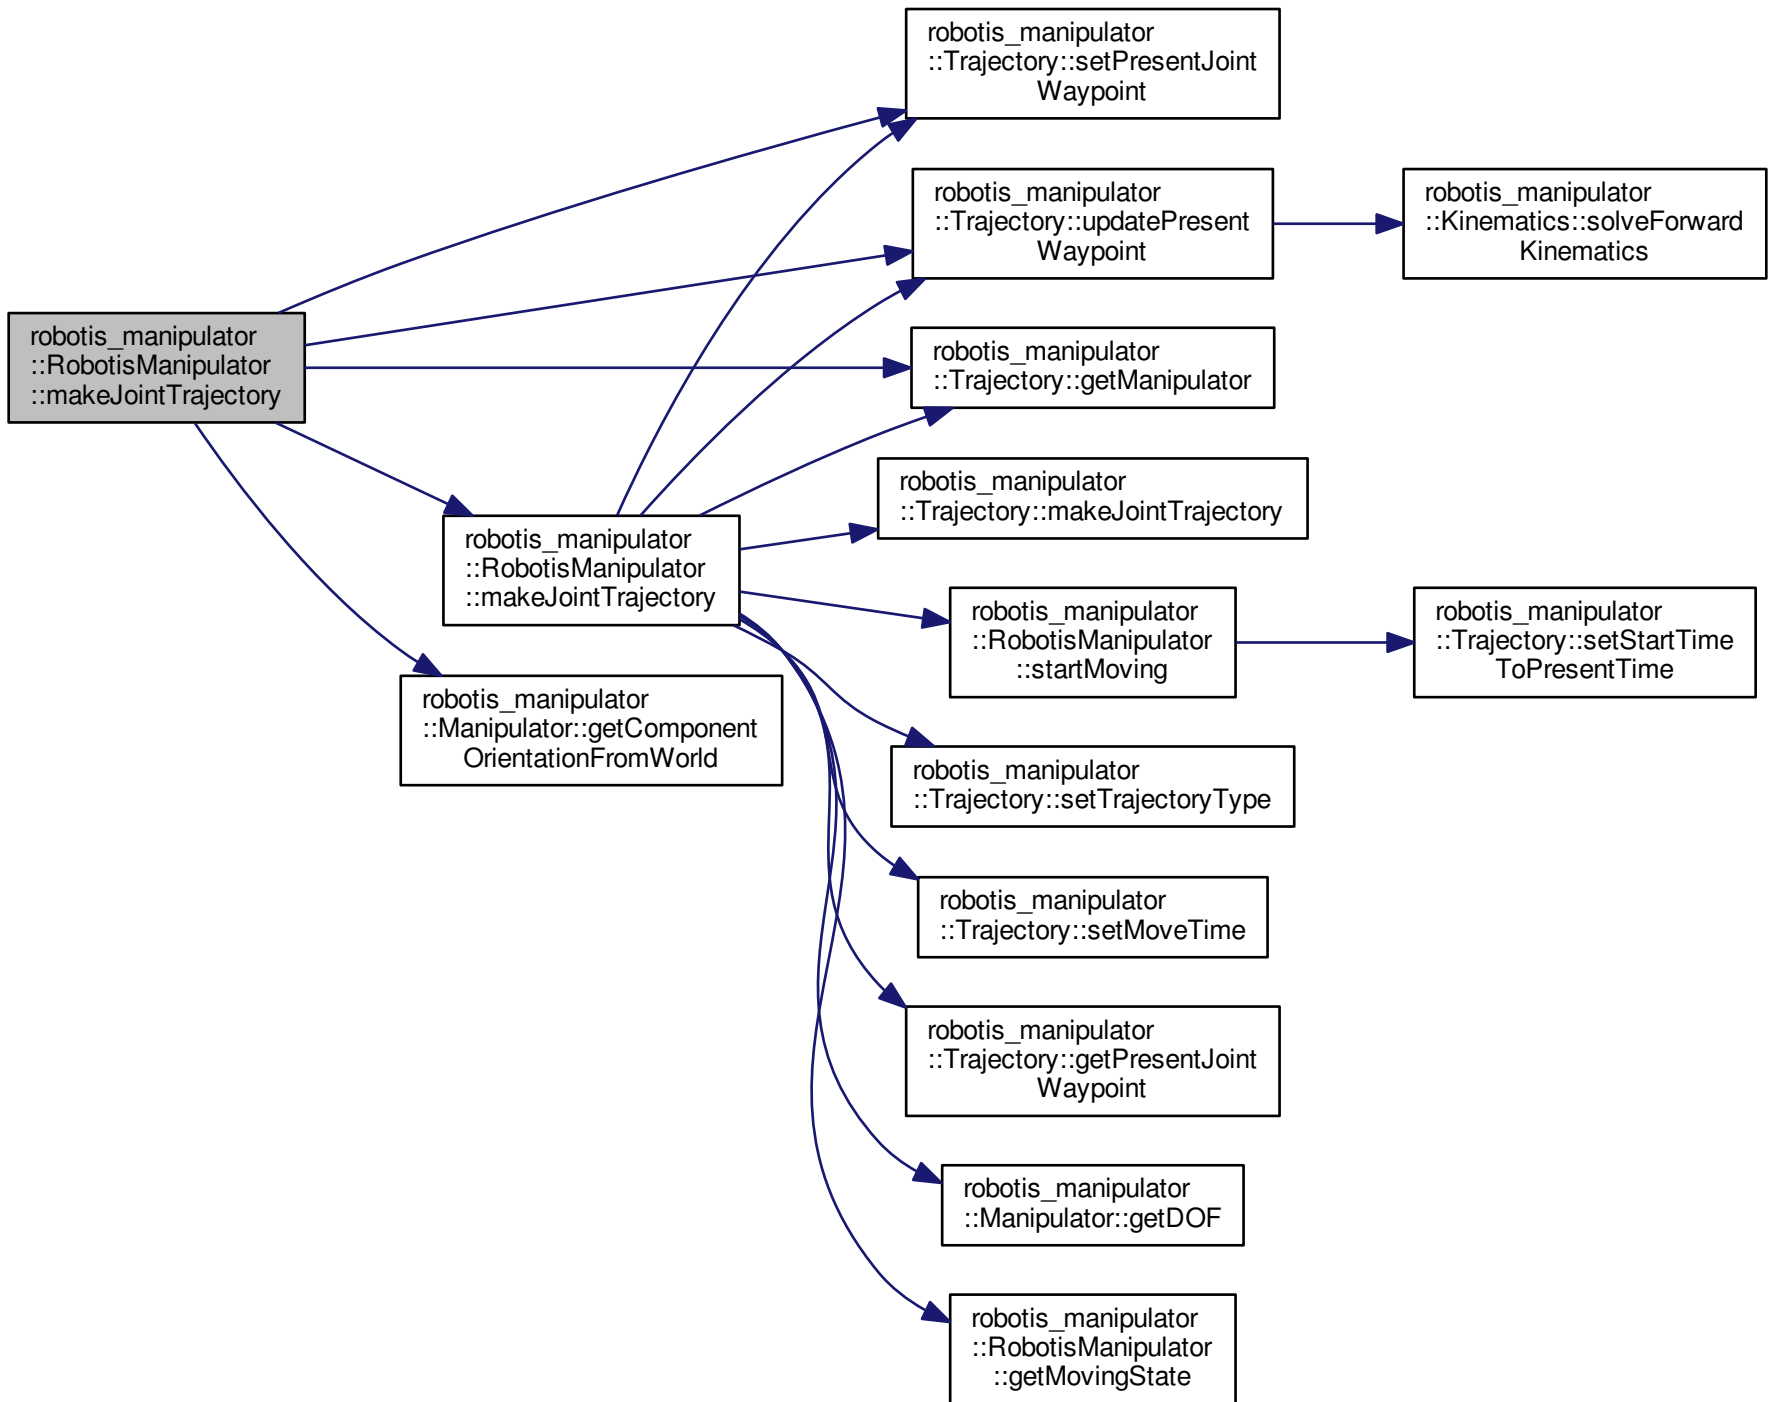 robotis_manipulator
::Trajectory::setPresentJoint
Waypoint
robotis_manipulator
::Trajectory::updatePresent
Waypoint
robotis_manipulator
::Kinematics::solveForward
Kinematics
robotis_manipulator
::RobotisManipulator
::makeJointTrajectory
robotis_manipulator
::Trajectory::getManipulator
robotis_manipulator
::Trajectory::makeJointTrajectory
robotis_manipulator
::RobotisManipulator
::makeJointTrajectory
robotis_manipulator
::RobotisManipulator
::startMoving
robotis_manipulator
::Trajectory::setStartTime
ToPresentTime
robotis_manipulator
::Manipulator::getComponent
OrientationFromWorld
robotis_manipulator
::Trajectory::setTrajectoryType
robotis_manipulator
::Trajectory::setMoveTime
robotis_manipulator
::Trajectory::getPresentJoint
Waypoint
robotis_manipulator
::Manipulator::getDOF
robotis_manipulator
::RobotisManipulator
::getMovingState